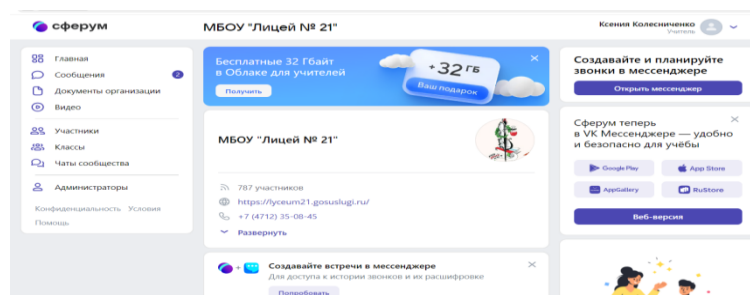 сферум
МБОУ "Лицей № 21"
Ксения Колесниченко
Учитель
Главная
Сообщения 2
Документы организации
Видео
Участники
Классы
Чаты сообщества
Администраторы
Конфиденциальность Условия
Помощь
Бесплатные 32 Гбайт
в Облаке для учителей
Получить
+32 ГБ
Ваш подарок
МБОУ "Лицей № 21"
787 участников
https://lyceum21.gosuslugi.ru/
+7 (4712) 35-08-45
Развернуть
Создавайте встречи в мессенджере
Для доступа к истории звонков и их расшифровке
Попробовать
Создавайте и планируйте
звонки в мессенджере
Открыть мессенджер
Сферум теперь
в VK Мессенджере — удобно
и безопасно для учёбы
Google Play
App Store
AppGallery
RuStore
Веб-версия